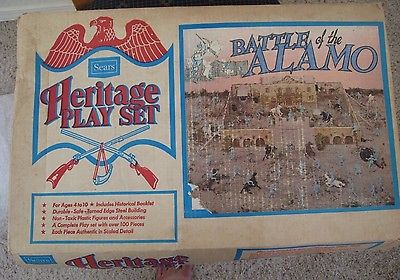 Sears
Heritage
PLAY SET
BATTLE of the
ALAMO
★ For Ages 4 to 10 ★ Includes Historical Booklet
★ Durable-Safe-Turned Edge Steel Building
★ Non-Toxic Plastic Figures and Accessories
★ A Complete Play set with over 100 Pieces
★ Each Piece Authentic in Scaled Detail
Heritage